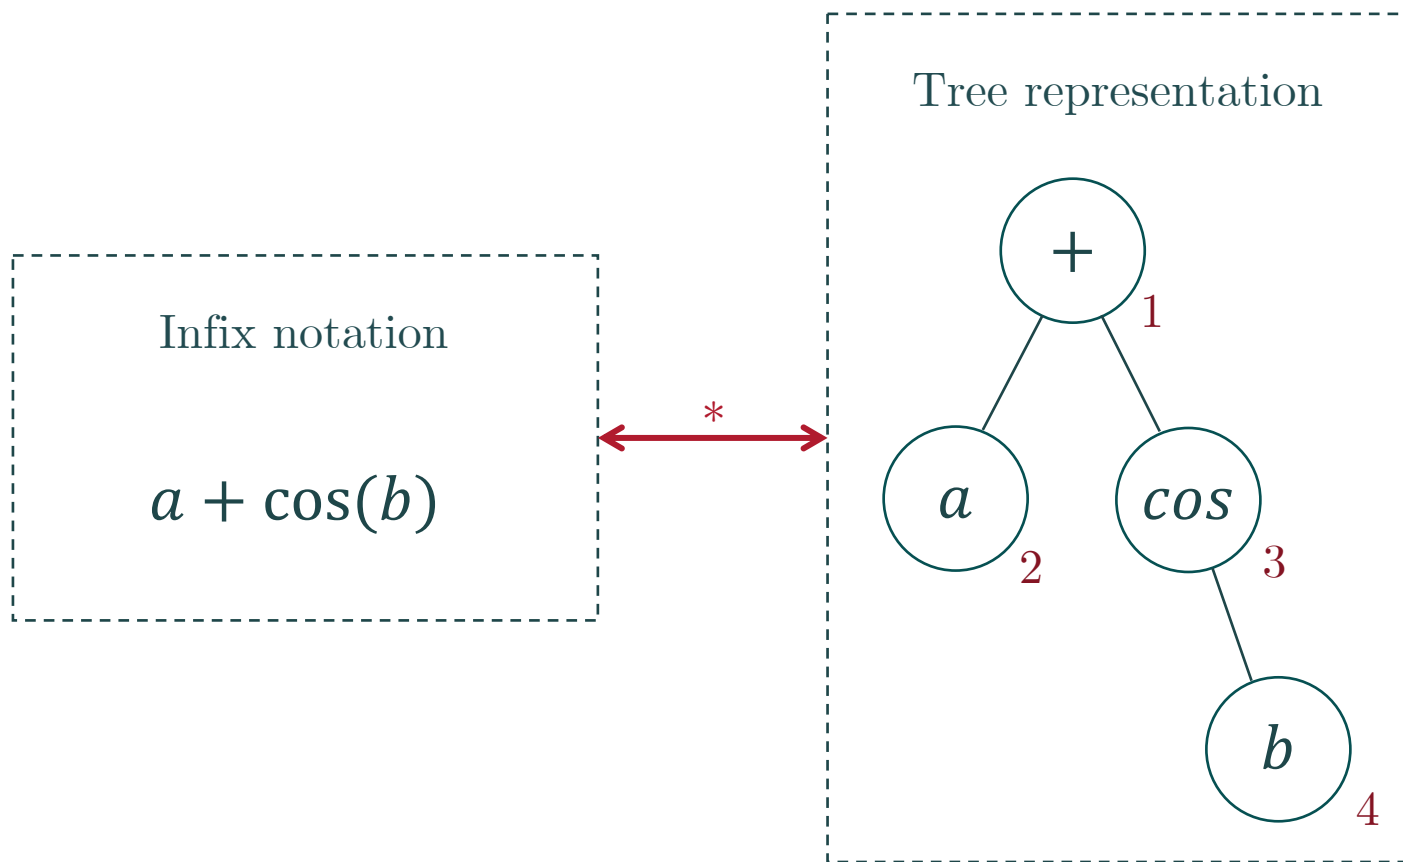 Infix notation
a + cos(b)
*
Tree representation
+
1
a
2
cos
3
b
4